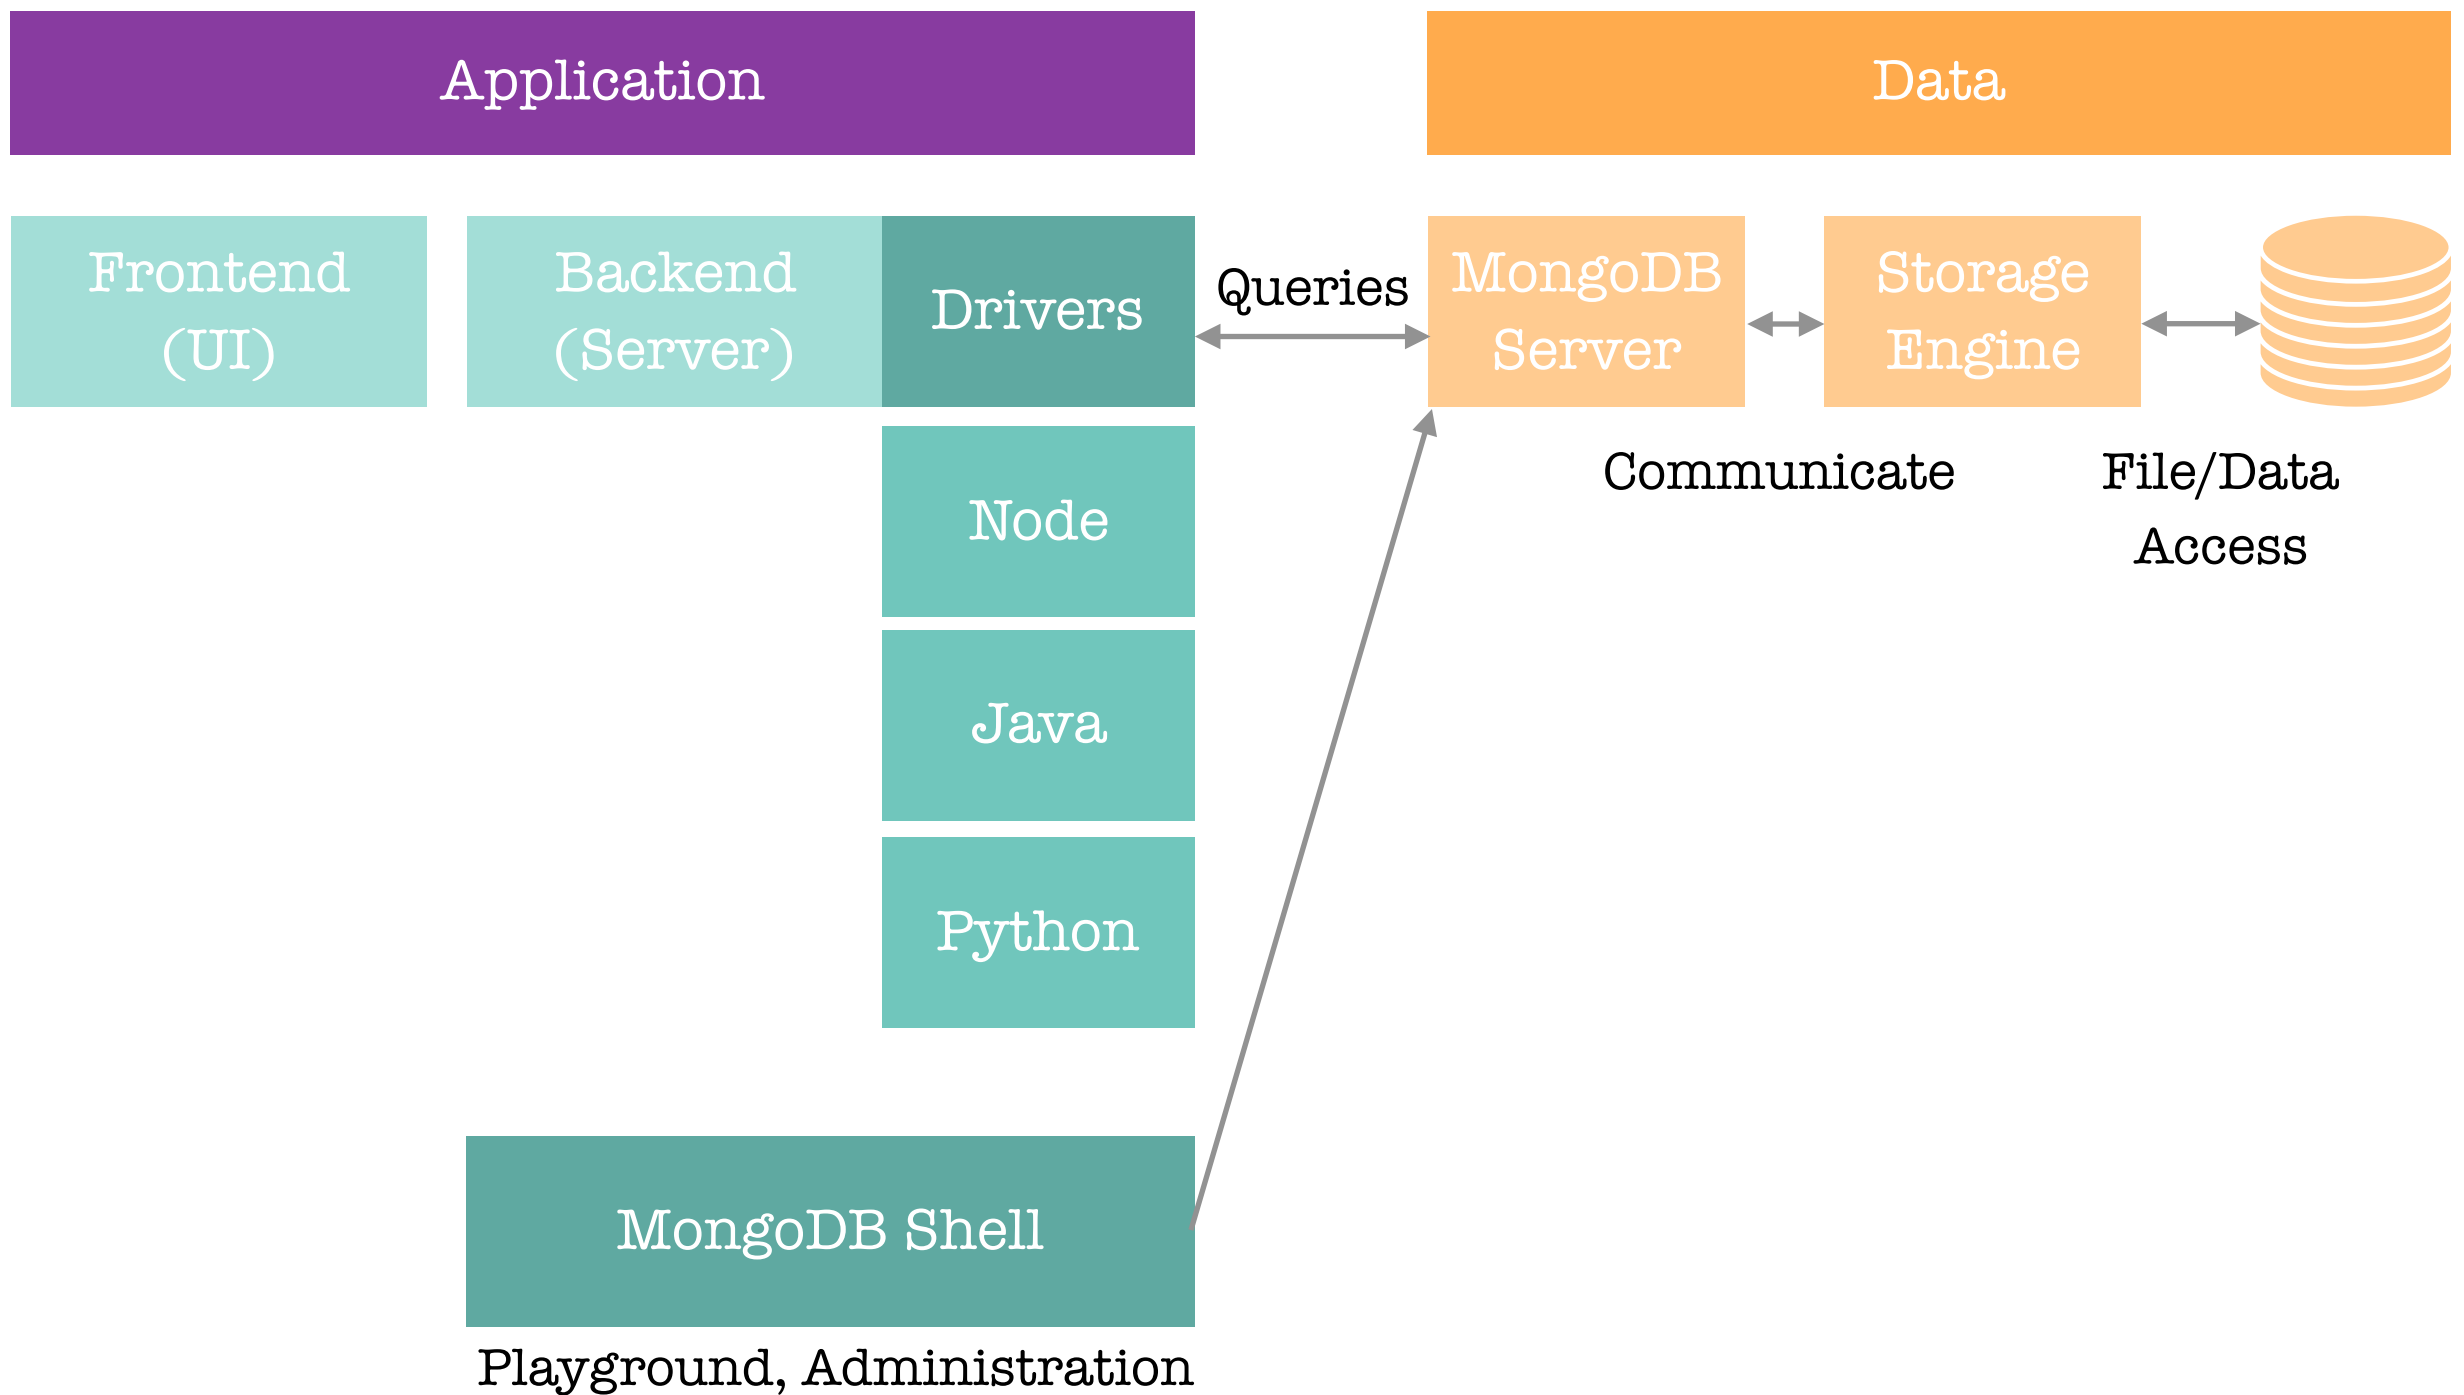 Application
Data
Frontend
(UI)
Backend
(Server)
Drivers
Queries
MongoDB
Server
Storage
Engine
Communicate
File/Data
Access
Node
Java
Python
MongoDB Shell
Playground, Administration